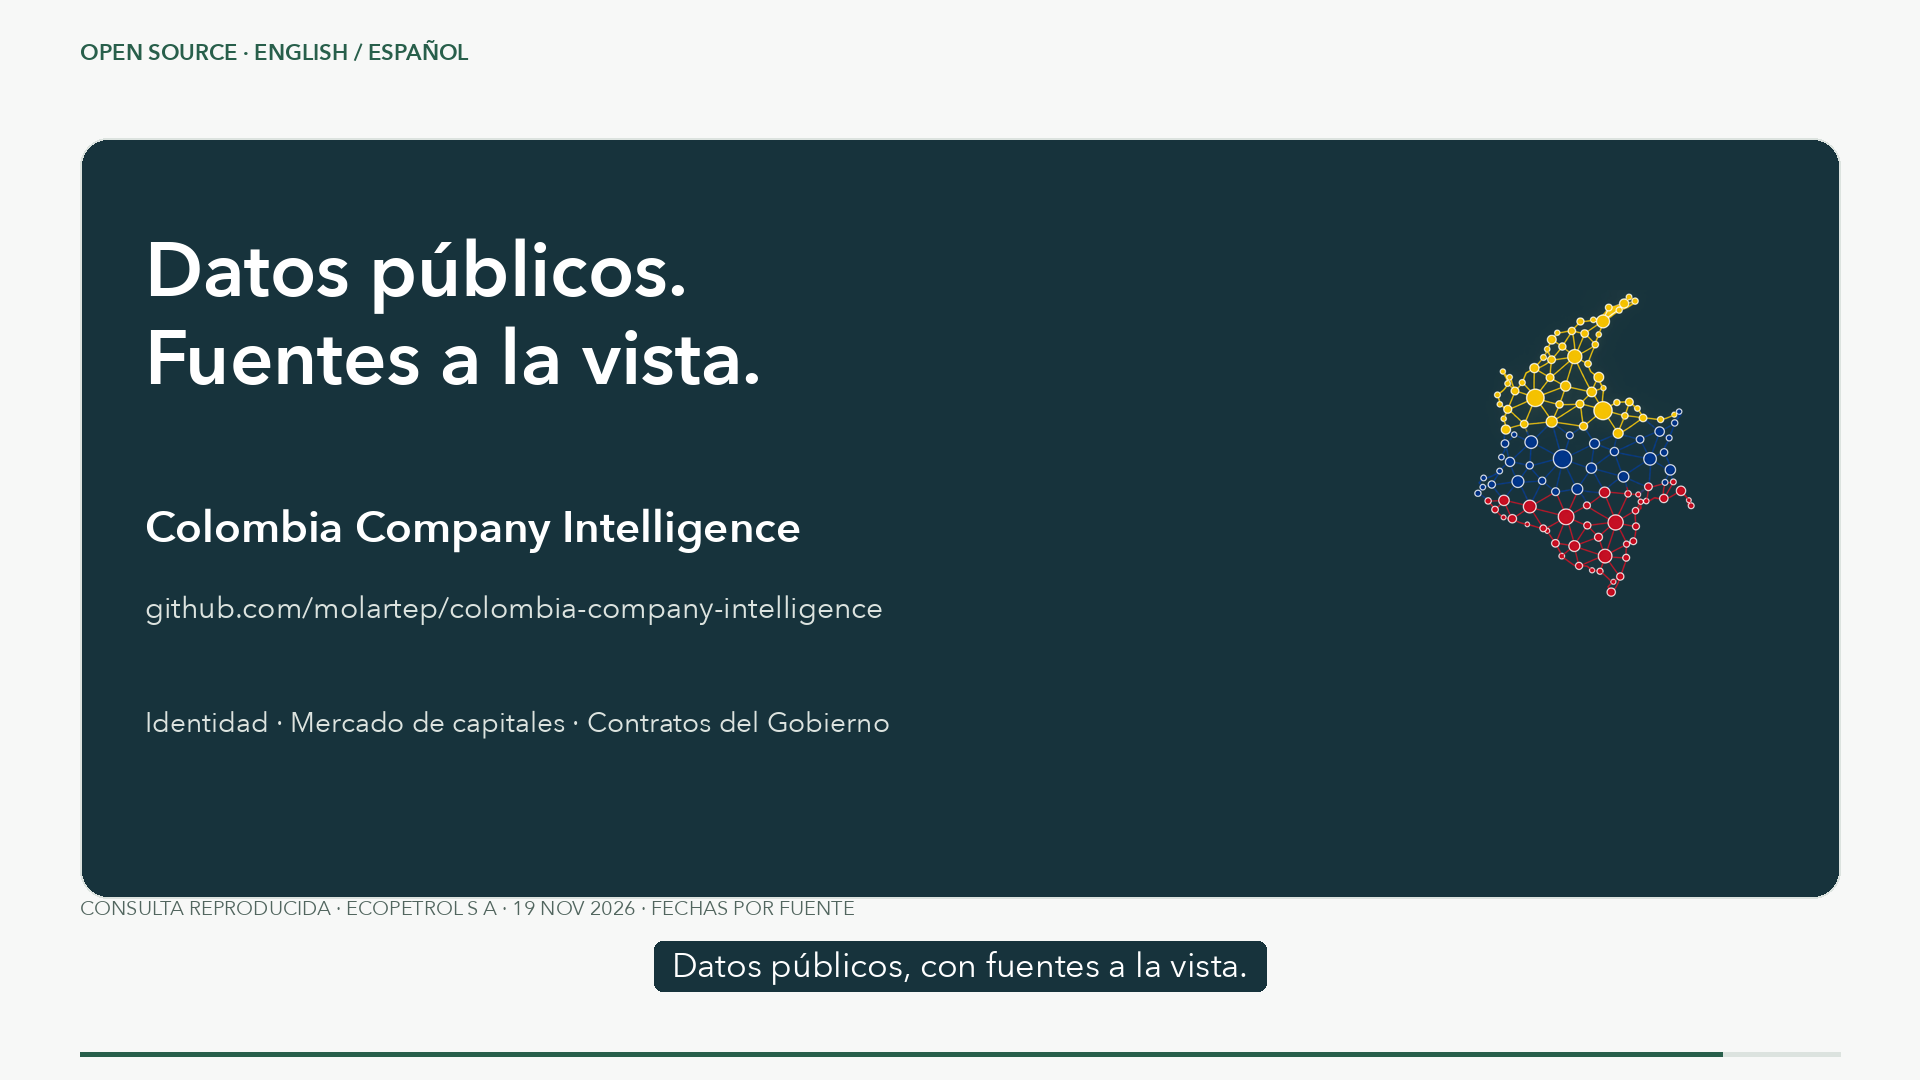 OPEN SOURCE · ENGLISH / ESPAÑOL
Datos públicos.
Fuentes a la vista.
Colombia Company Intelligence
github.com/molartep/colombia-company-intelligence
Identidad · Mercado de capitales · Contratos del Gobierno
CONSULTA REPRODUCIDA · ECOPETROL S A · 19 NOV 2026 · FECHAS POR FUENTE
Datos públicos, con fuentes a la vista.